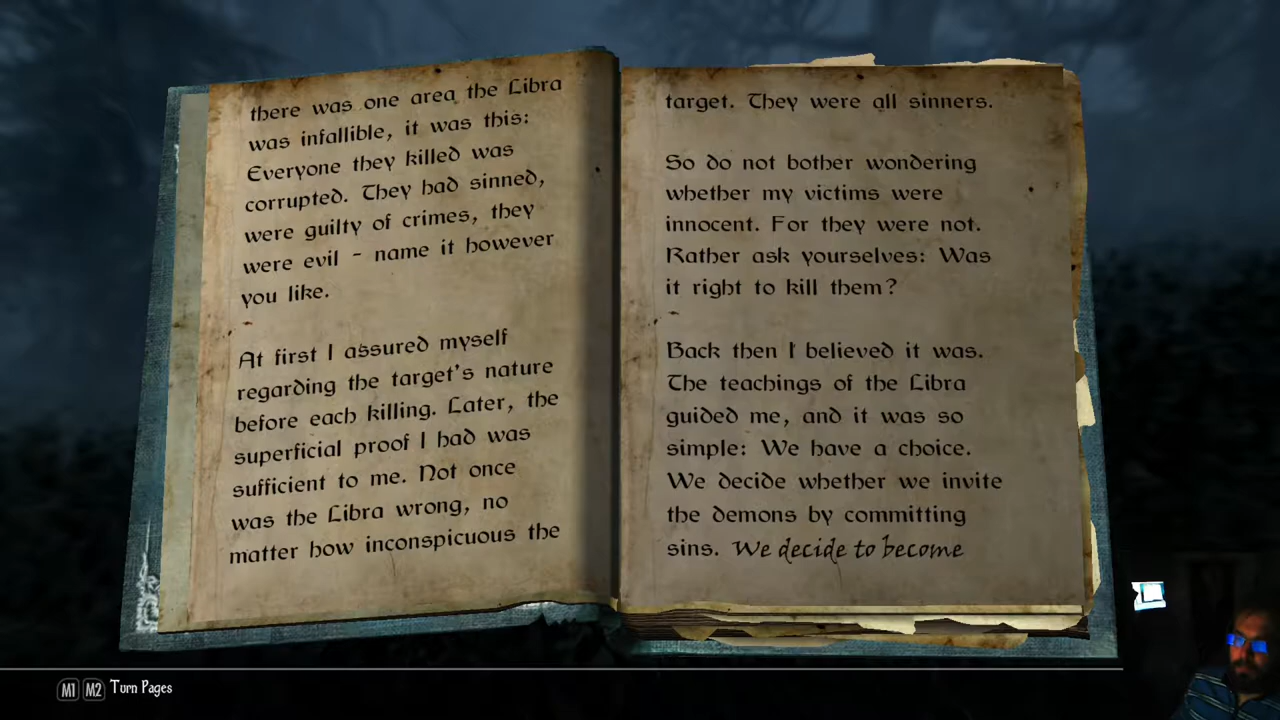 there was one area the Libra
was infallible, it was this:
Everyone they killed was
corrupted. They had sinned,
were guilty of crimes, they
were evil - name it however
you like.
At first I assured myself
regarding the target's nature
before each killing. Later, the
superficial proof I had was
sufficient to me. Not once
was the Libra wrong, no
matter how inconspicuous the
target. They were all sinners.
So do not bother wondering
whether my victims were
innocent. For they were not.
Rather ask yourselves: Was
it right to kill them?
Back then I believed it was.
The teachings of the Libra
guided me, and it was so
simple: We have a choice.
We decide whether we invite
the demons by committing
sins. We decide to become
M1 M2 Turn Pages